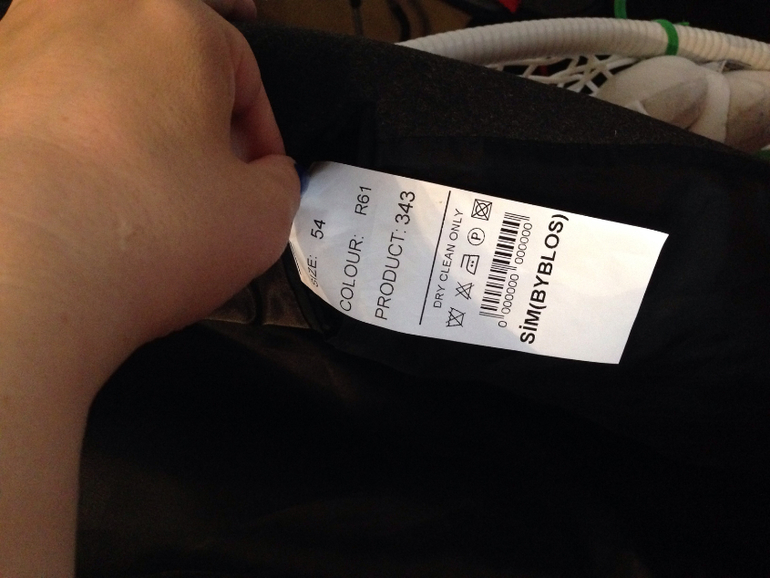 SIZE: 54
COLOUR: R61
PRODUCT: 343
DRY CLEAN ONLY
P
0 000000 000000
SİM(BYBLOS)